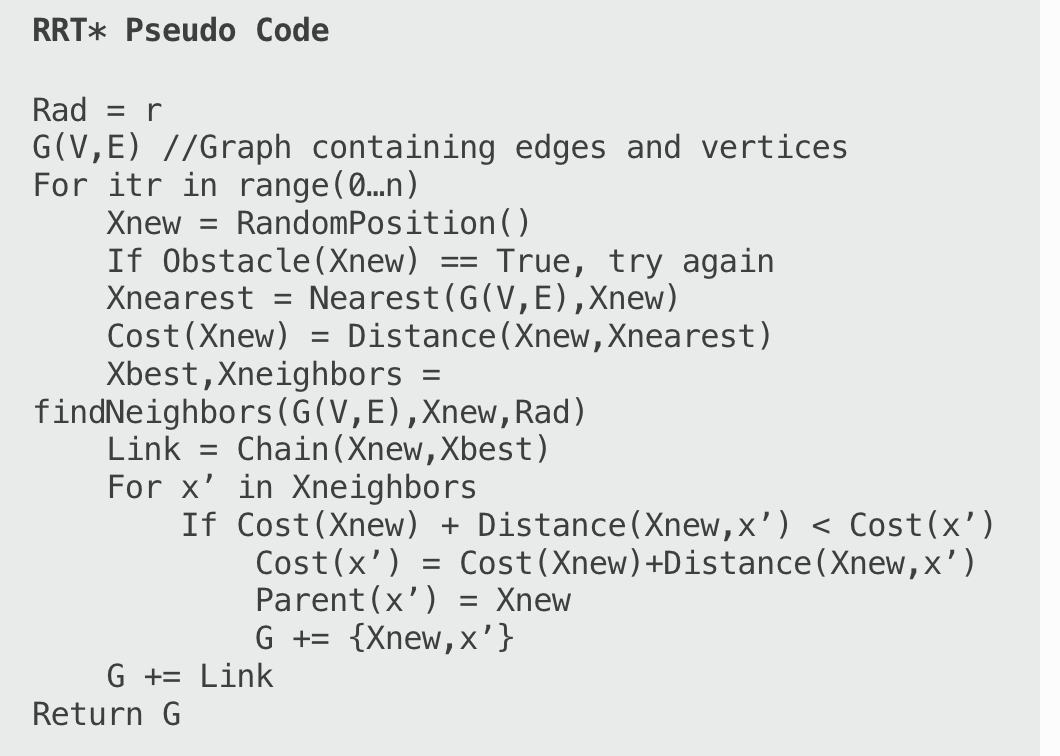 RRT* Pseudo Code
Rad = r
G(V,E) //Graph containing edges and vertices
For itr in range(0…n)
    Xnew = RandomPosition()
    If Obstacle(Xnew) == True, try again
    Xnearest = Nearest(G(V,E),Xnew)
    Cost(Xnew) = Distance(Xnew,Xnearest)
    Xbest,Xneighbors =
findNeighbors(G(V,E),Xnew,Rad)
    Link = Chain(Xnew,Xbest)
    For x’ in Xneighbors
        If Cost(Xnew) + Distance(Xnew,x’) < Cost(x’)
            Cost(x’) = Cost(Xnew)+Distance(Xnew,x’)
            Parent(x’) = Xnew
            G += {Xnew,x’}
    G += Link
Return G